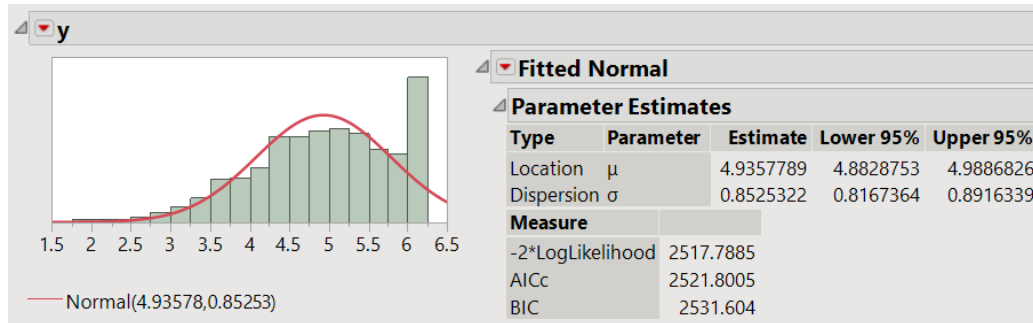 y
1.5 2 2.5 3 3.5 4 4.5 5 5.5 6 6.5
Normal(4.93578,0.85253)
Fitted Normal
Parameter Estimates
Type Parameter Estimate Lower 95% Upper 95%
Location μ 4.9357789 4.8828753 4.9886826
Dispersion σ 0.8525322 0.8167364 0.8916339
Measure
-2*LogLikelihood 2517.7885
AICc 2521.8005
BIC 2531.604